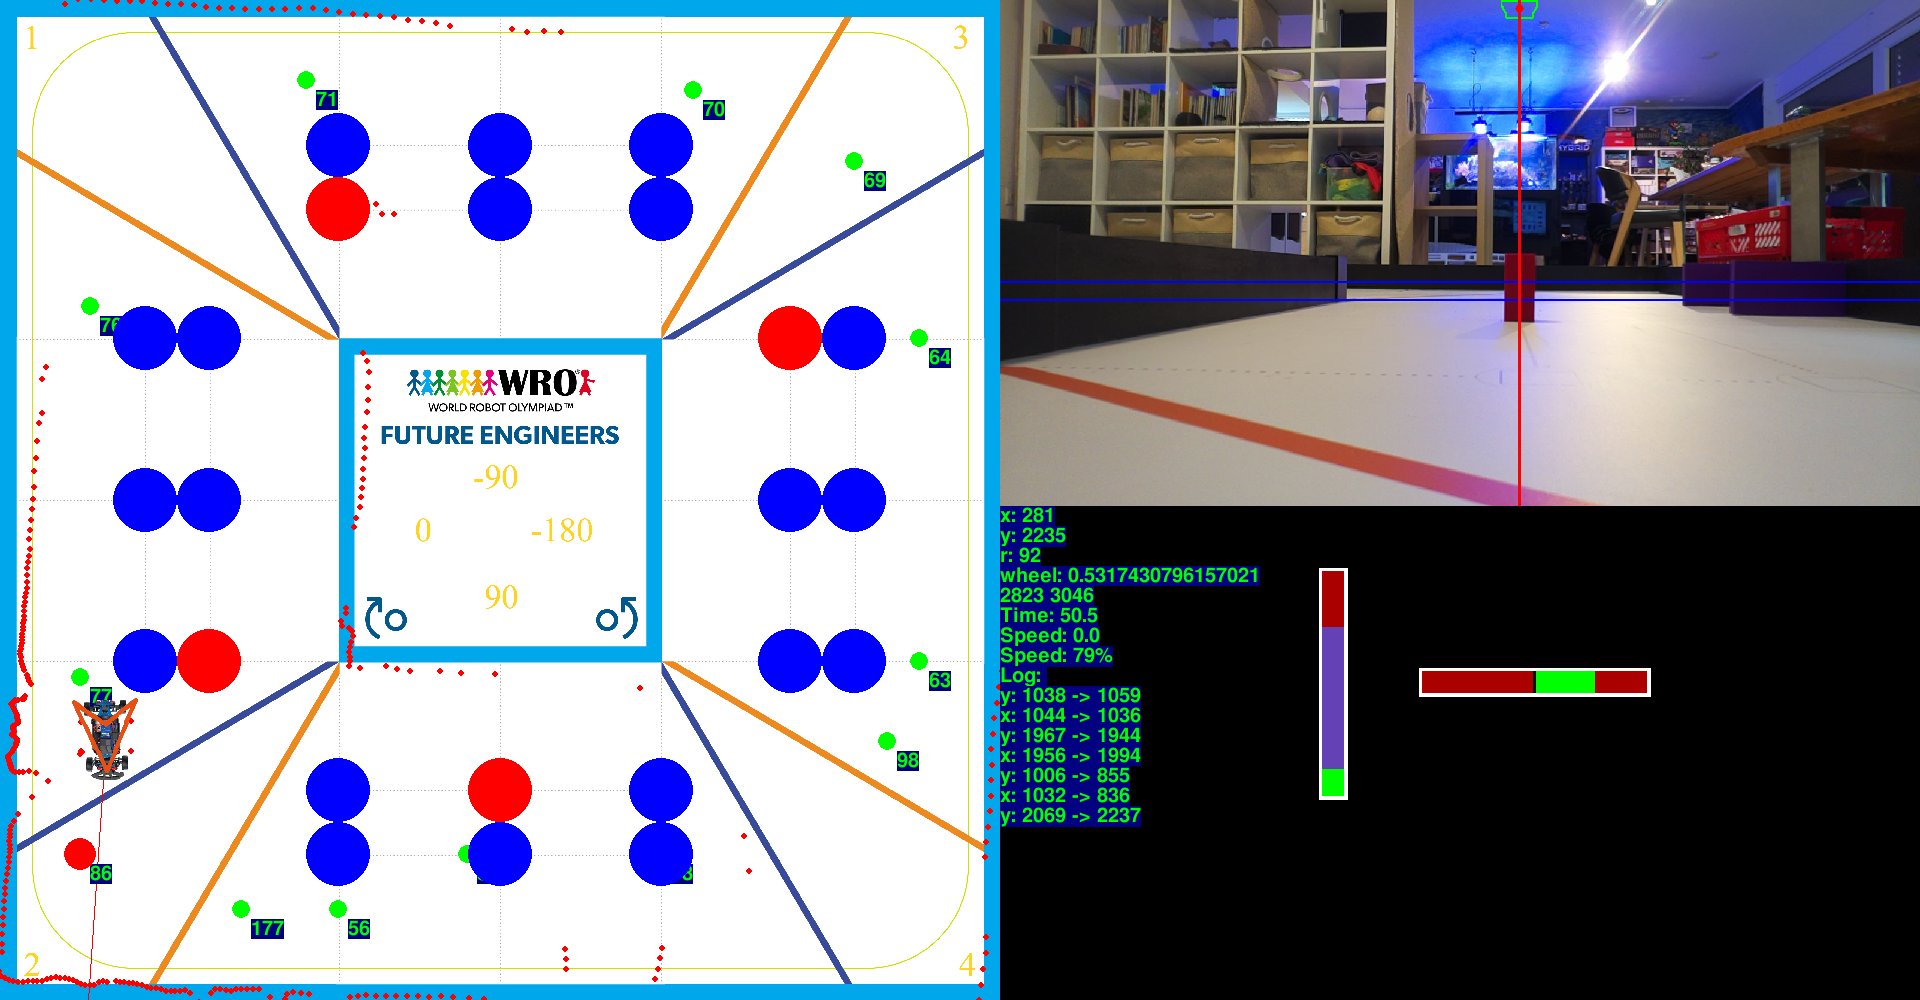 1
3
71
70
69
76
64
WRO
WORLD ROBOT OLYMPIAD™
FUTURE ENGINEERS
-90
0
-180
90
77
63
98
86
177
56
2
4
x: 281
y: 2235
r: 92
wheel: 0.5317430796157021
2823 3046
Time: 50.5
Speed: 0.0
Speed: 79%
Log:
y: 1038 -> 1059
x: 1044 -> 1036
y: 1967 -> 1944
x: 1956 -> 1994
y: 1006 -> 855
x: 1032 -> 836
y: 2069 -> 2237